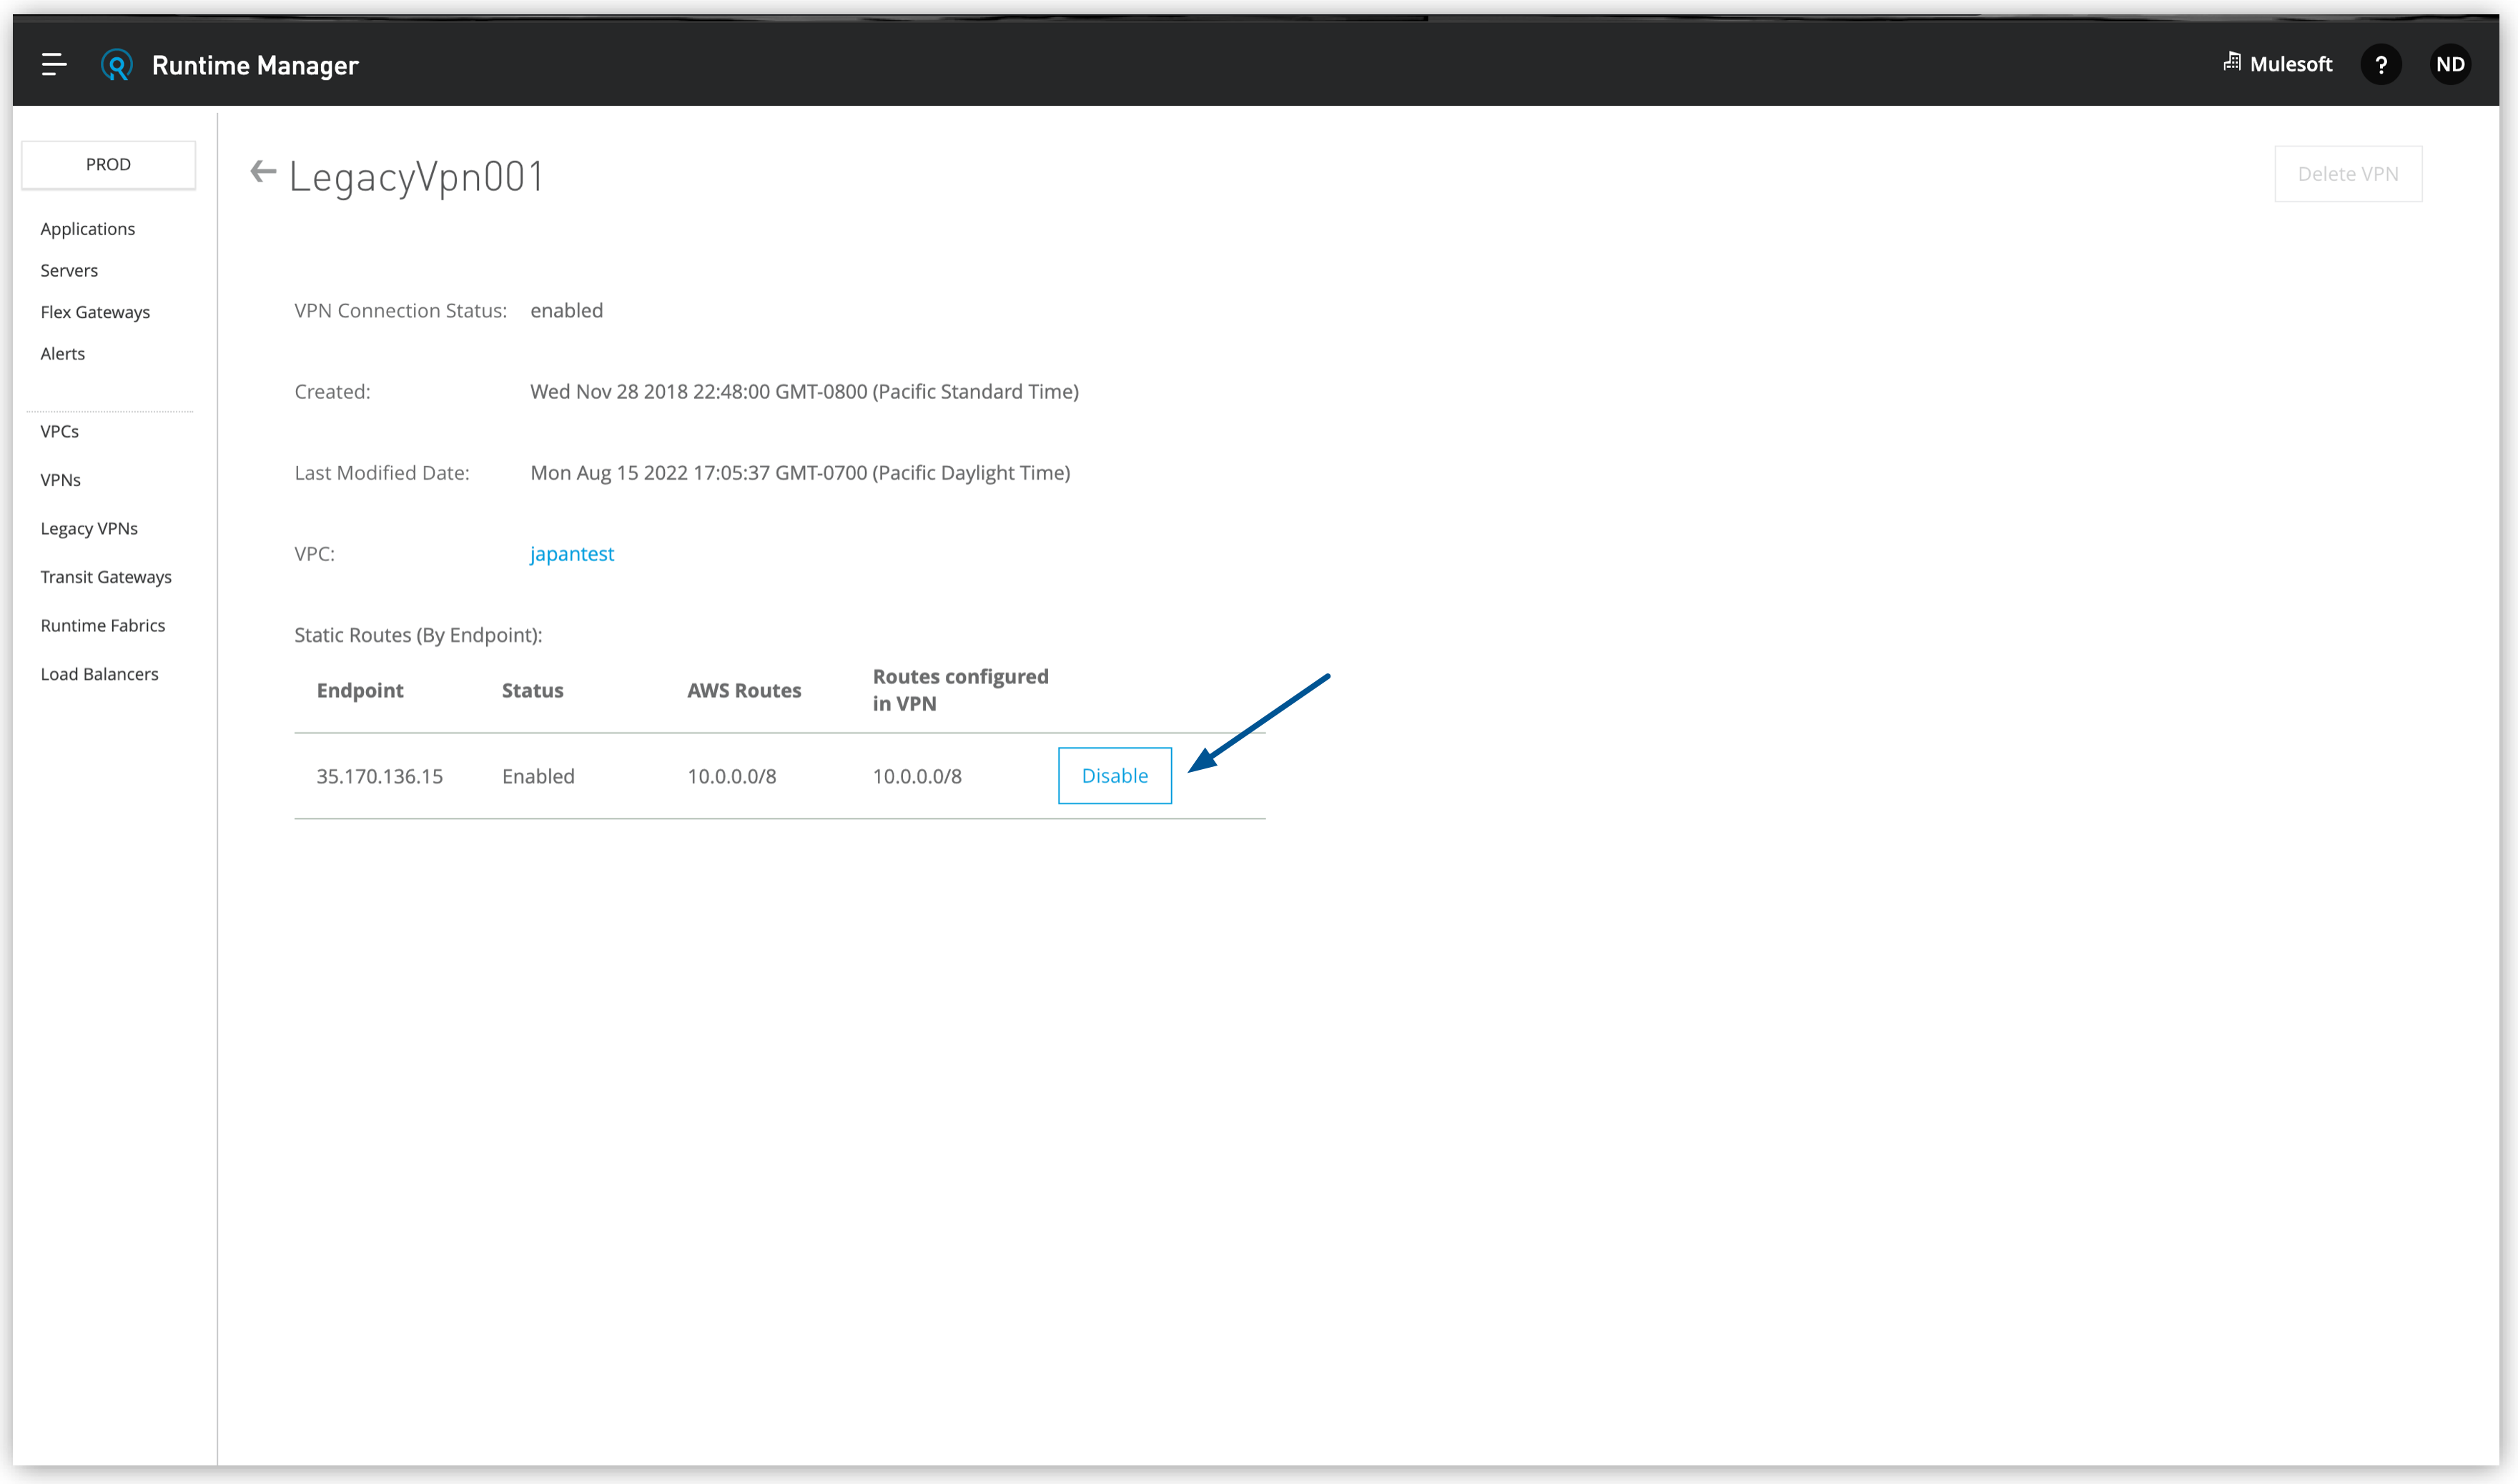 Runtime Manager
Mulesoft
?
ND
PROD
Applications
Servers
Flex Gateways
Alerts
VPCs
VPNs
Legacy VPNs
Transit Gateways
Runtime Fabrics
Load Balancers
LegacyVpn001
Delete VPN
VPN Connection Status: enabled
Created: Wed Nov 28 2018 22:48:00 GMT-0800 (Pacific Standard Time)
Last Modified Date: Mon Aug 15 2022 17:05:37 GMT-0700 (Pacific Daylight Time)
VPC: japantest
Static Routes (By Endpoint):
Endpoint Status AWS Routes Routes configured
in VPN
35.170.136.15 Enabled 10.0.0.0/8 10.0.0.0/8 Disable